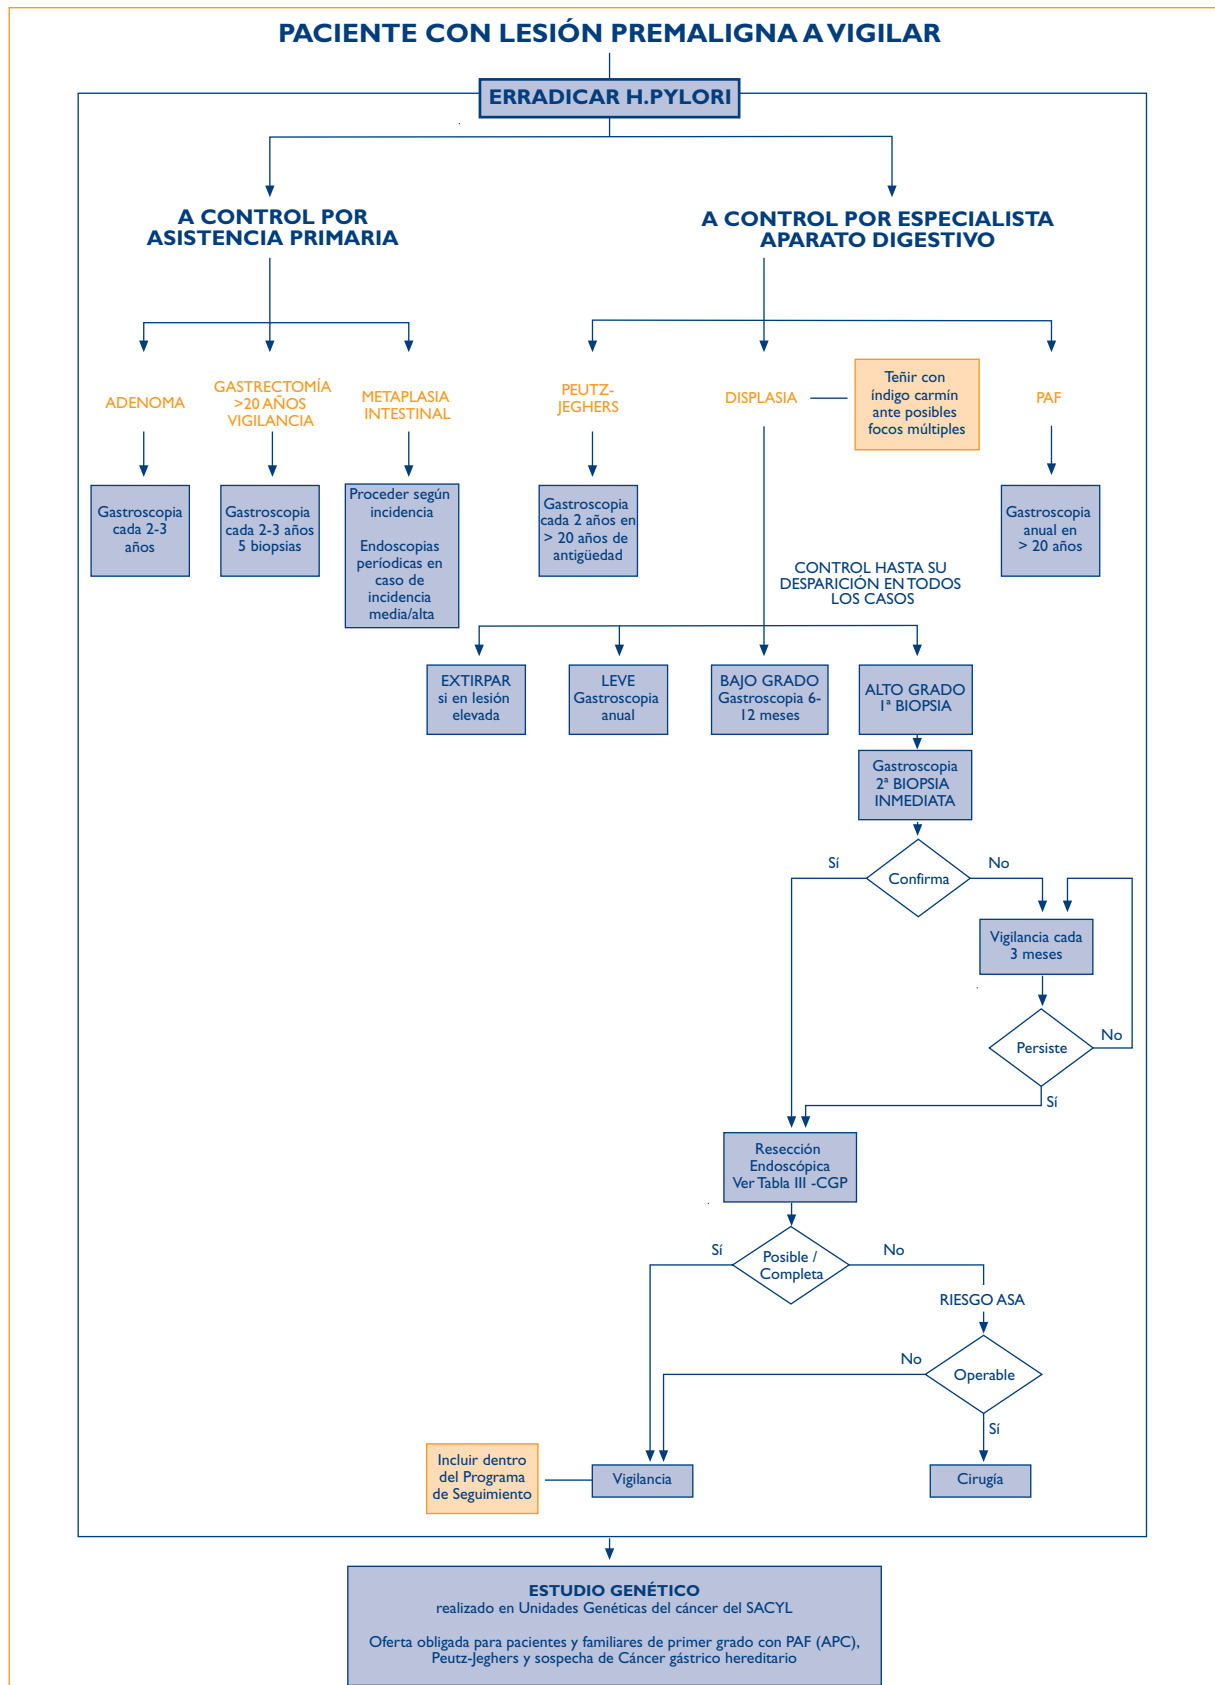 PACIENTE CON LESIÓN PREMALIGNA A VIGILAR
ERRADICAR H.PYLORI
A CONTROL POR
ASISTENCIA PRIMARIA
A CONTROL POR ESPECIALISTA
APARATO DIGESTIVO
ADENOMA
GASTRECTOMÍA
>20 AÑOS
VIGILANCIA
METAPLASIA
INTESTINAL
PEUTZ-
JEGHERS
DISPLASIA
Teñir con
índigo carmín
ante posibles
focos múltiples
PAF
Gastroscopia
cada 2-3
años
Gastroscopia
cada 2-3 años
5 biopsias
Proceder según
incidencia
Endoscopias
períodicas en
caso de
incidencia
media/alta
Gastroscopia
cada 2 años en
> 20 años de
antigüedad
Gastroscopia
anual en
> 20 años
CONTROL HASTA SU
DESPARICIÓN EN TODOS
LOS CASOS
EXTIRPAR
si en lesión
elevada
LEVE
Gastroscopia
anual
BAJO GRADO
Gastroscopia 6-
12 meses
ALTO GRADO
1ª BIOPSIA
Gastroscopia
2ª BIOPSIA
INMEDIATA
Sí
Confirma
No
Vigilancia cada
3 meses
Persiste
No
Sí
Resección
Endoscópica
Ver Tabla III -CGP
Sí
Posible /
Completa
No
RIESGO ASA
No
Operable
Sí
Incluir dentro
del Programa
de Seguimiento
Vigilancia
Cirugía
ESTUDIO GENÉTICO
realizado en Unidades Genéticas del cáncer del SACYL
Oferta obligada para pacientes y familiares de primer grado con PAF (APC),
Peutz-Jeghers y sospecha de Cáncer gástrico hereditario